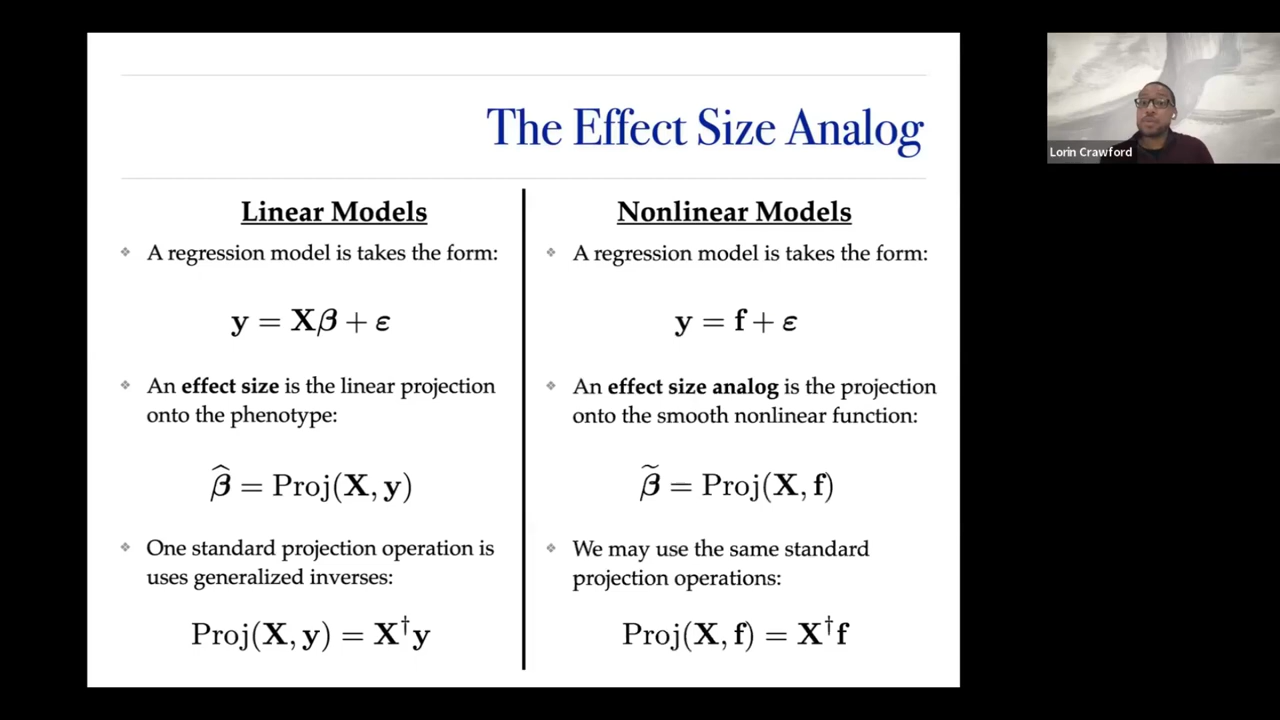 The Effect Size Analog
Linear Models
❖ A regression model is takes the form:
y = Xβ + ε
❖ An effect size is the linear projection
onto the phenotype:
β̂ = Proj(X, y)
❖ One standard projection operation is
uses generalized inverses:
Proj(X, y) = X†y
Nonlinear Models
❖ A regression model is takes the form:
y = f + ε
❖ An effect size analog is the projection
onto the smooth nonlinear function:
β̃ = Proj(X, f)
❖ We may use the same standard
projection operations:
Proj(X, f) = X†f
Lorin Crawford